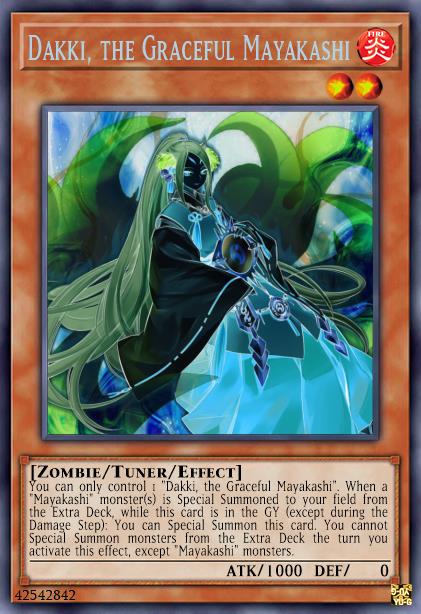 Dakki, the Graceful Mayakashi
FIRE
炎
[Zombie/Tuner/Effect]
You can only control 1 "Dakki, the Graceful Mayakashi". When a
"Mayakashi" monster(s) is Special Summoned to your field from
the Extra Deck, while this card is in the GY (except during the
Damage Step): You can Special Summon this card. You cannot
Special Summon monsters from the Extra Deck the turn you
activate this effect, except "Mayakashi" monsters.
ATK/1000 DEF/ 0
42542842